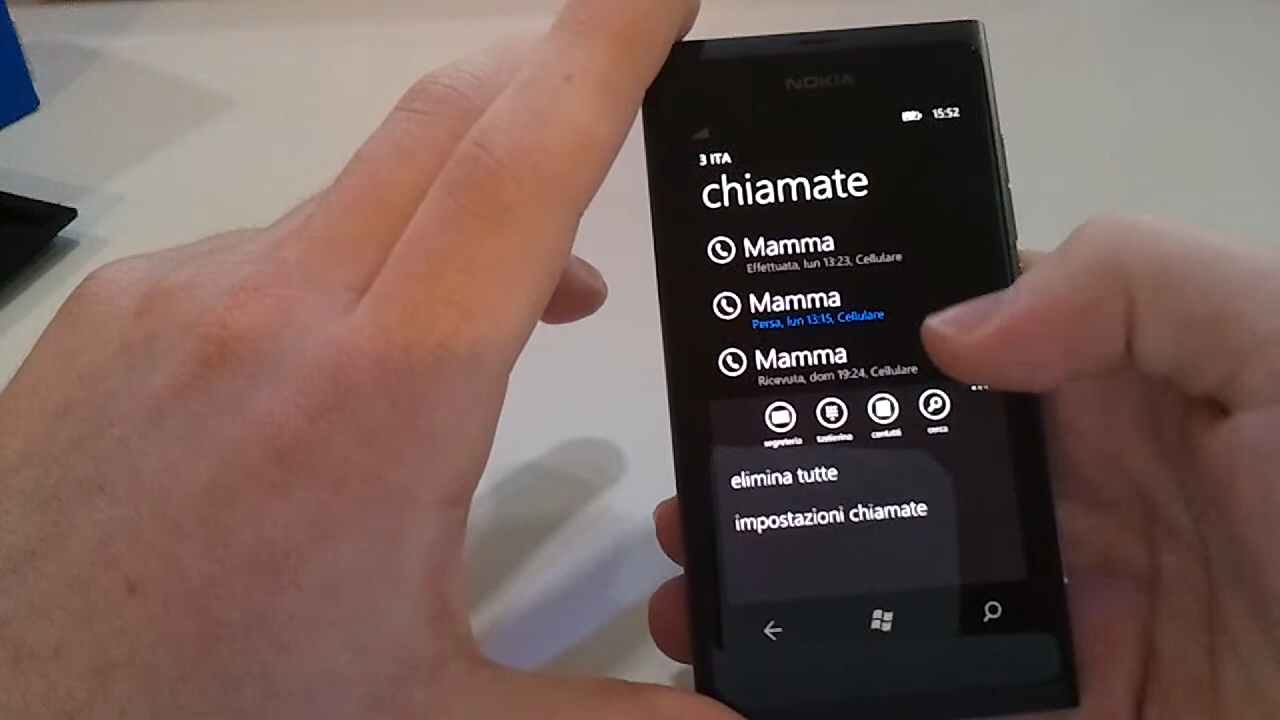 NOKIA
15:52
3 ITA
chiamate
Mamma
Effettuata, lun 13:23, Cellulare
Mamma
Persa, lun 13:15, Cellulare
Mamma
Ricevuta, dom 19:24, Cellulare
segreteria tastierino contatti cerca
elimina tutte
impostazioni chiamate